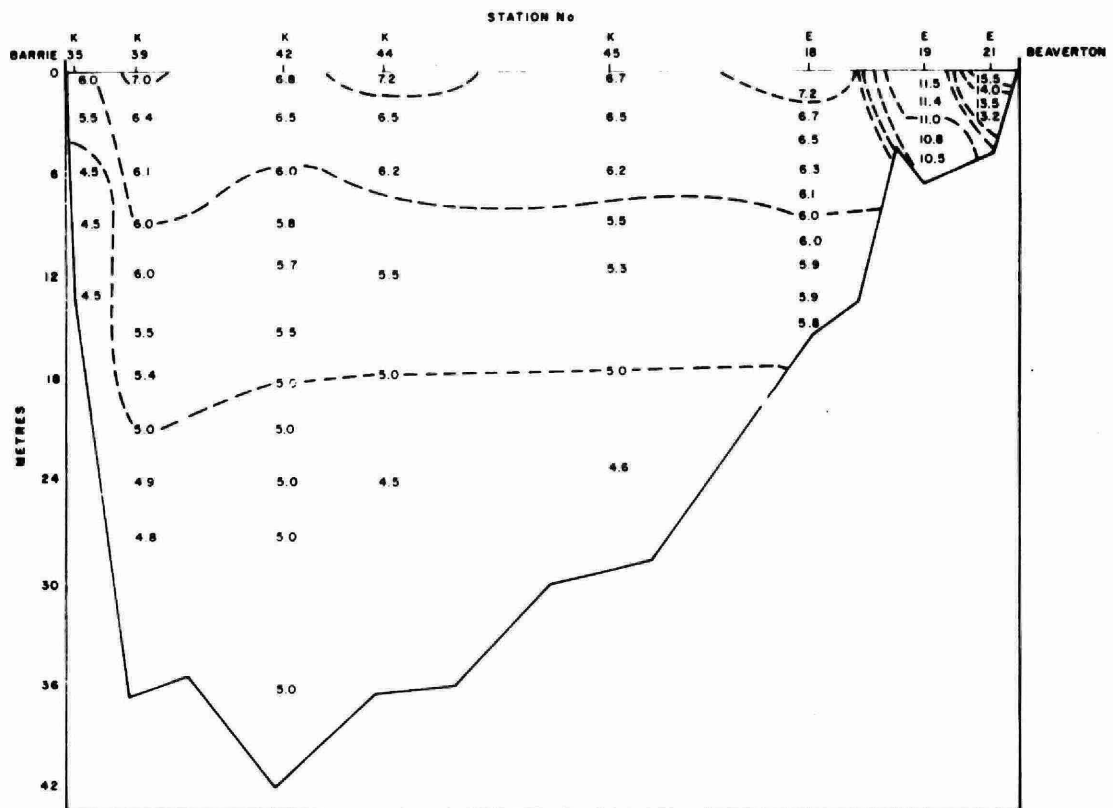 STATION No
K K K K K E E E
BARRIE 35 39 42 44 45 18 19 21 BEAVERTON
0 6.0 7.0 6.8 7.2 6.7 7.2 11.5 15.5
14.0
5.5 6.4 6.5 6.5 6.5 6.7 11.4 13.5
11.0 13.2
6.5 10.8
6 4.5 6.1 6.0 6.2 6.2 6.3 10.5
6.1
4.5 6.0 5.8 5.5 6.0
6.0
12 4.5 6.0 5.7 5.5 5.3 5.9
5.9
5.5 5.5 5.8
18 5.4 5.0 5.0 5.0
5.0 5.0
METRES
24 4.9 5.0 4.5 4.6
4.8 5.0
30
36 5.0
42